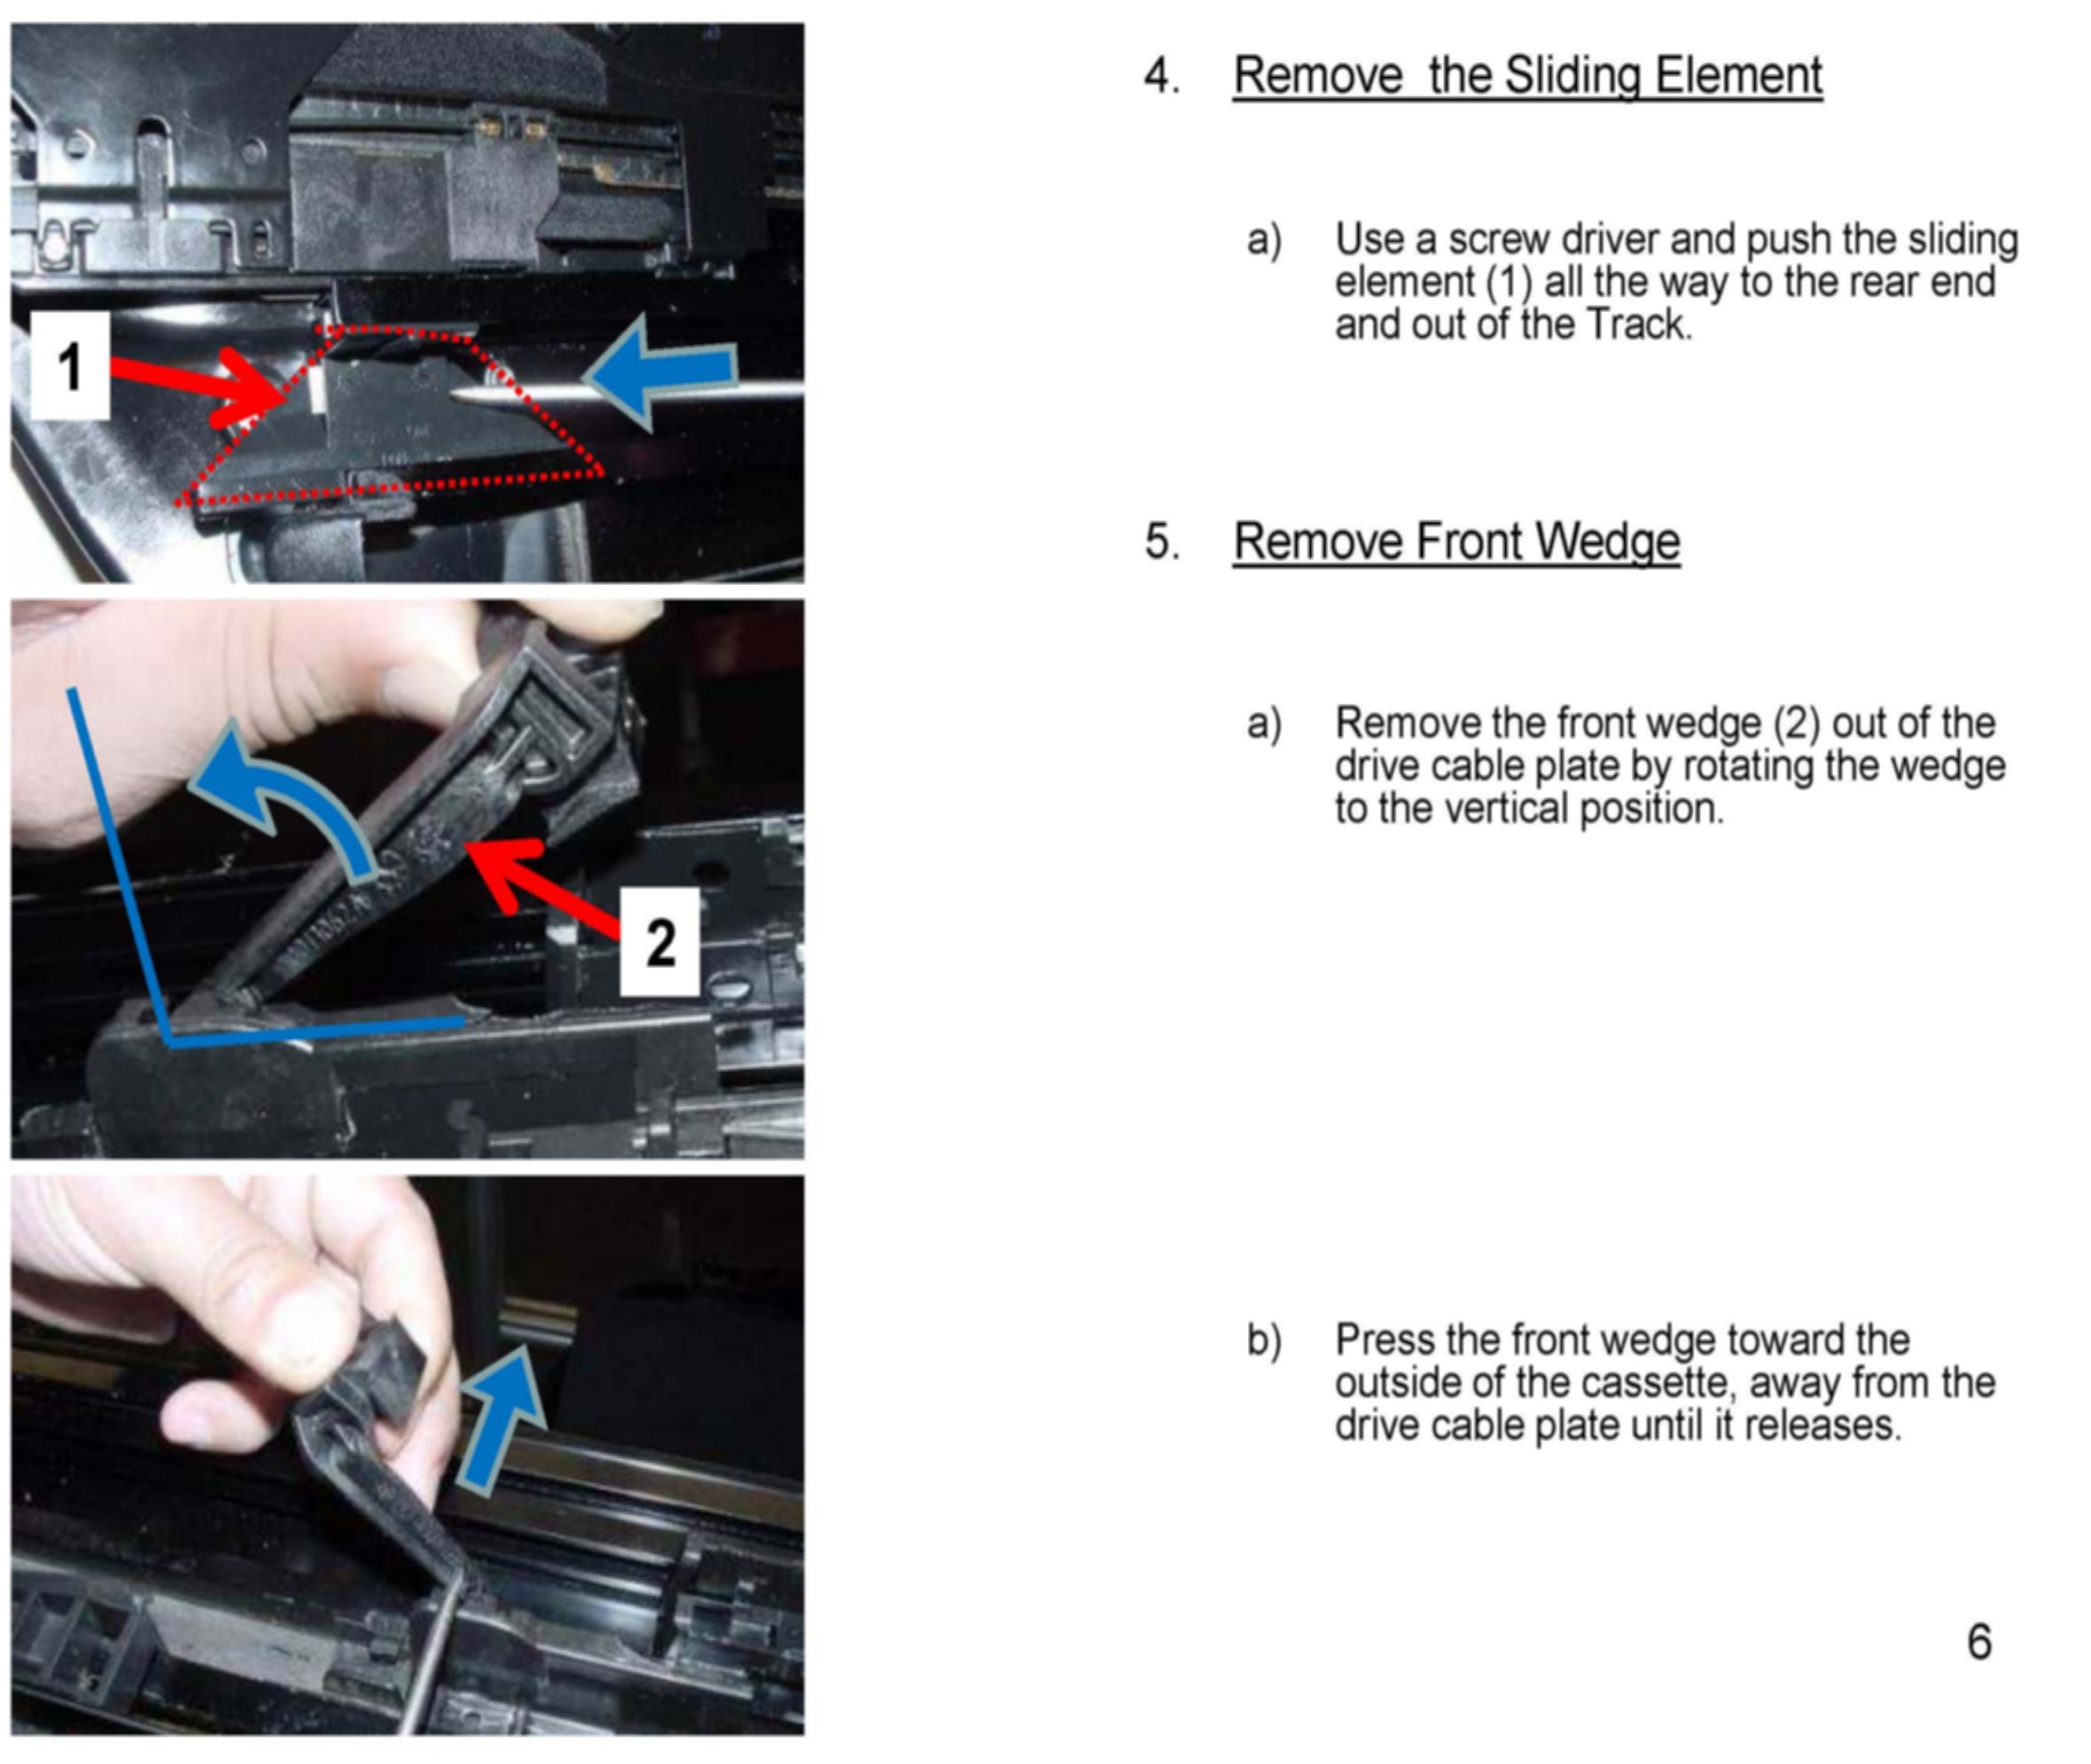 4. Remove the Sliding Element
a) Use a screw driver and push the sliding
element (1) all the way to the rear end
and out of the Track.
1
5. Remove Front Wedge
a) Remove the front wedge (2) out of the
drive cable plate by rotating the wedge
to the vertical position.
2
b) Press the front wedge toward the
outside of the cassette, away from the
drive cable plate until it releases.
6